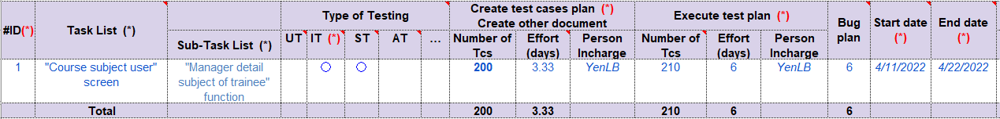 #ID(*) Task List (*) Type of Testing Create test cases plan (*) Create other document Execute test plan (*) Bug plan Start date (*) End date (*)
Sub-Task List (*) UT IT (*) ST AT ... Number of Tcs Effort (days) Person Incharge Number of Tcs Effort (days) Person Incharge
1 "Course subject user" screen "Manager detail subject of trainee" function 200 3.33 YenLB 210 6 YenLB 6 4/11/2022 4/22/2022
Total 200 3.33 210 6 6